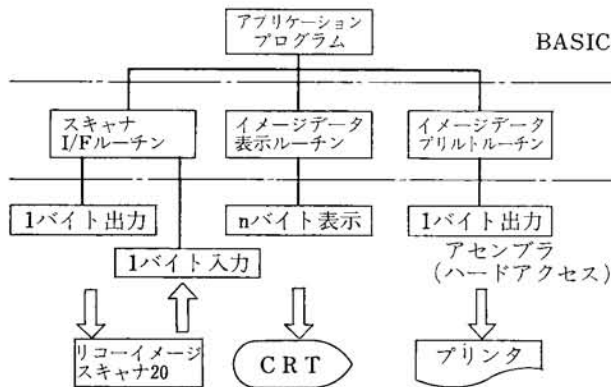 アプリケーション
プログラム
BASIC
スキャナ
I/Fルーチン
イメージデータ
表示ルーチン
イメージデータ
プリルトルーチン
1バイト出力
nバイト表示
1バイト出力
1バイト入力
アセンブラ
(ハードアクセス)
リコーイメージ
スキャナ20
CRT
プリンタ